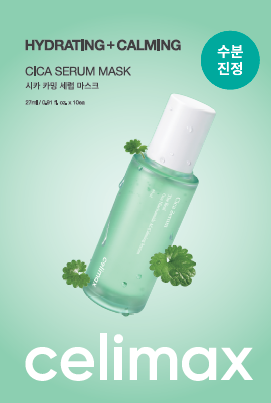 HYDRATING + CALMING
CICA SERUM MASK
시카 카밍 세럼 마스크
27ml / 0.91 fl. oz. x 10ea
수분
진정
celimax
celimax